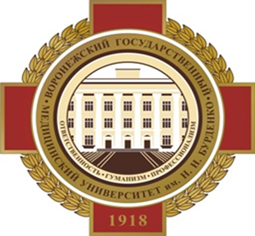 ВОРОНЕЖСКИЙ ГОСУДАРСТВЕННЫЙ
МЕДИЦИНСКИЙ УНИВЕРСИТЕТ им. Н. Н. БУРДЕНКО
ОТВЕТСТВЕННОСТЬ · ГУМАНИЗМ · ПРОФЕССИОНАЛИЗМ
1918